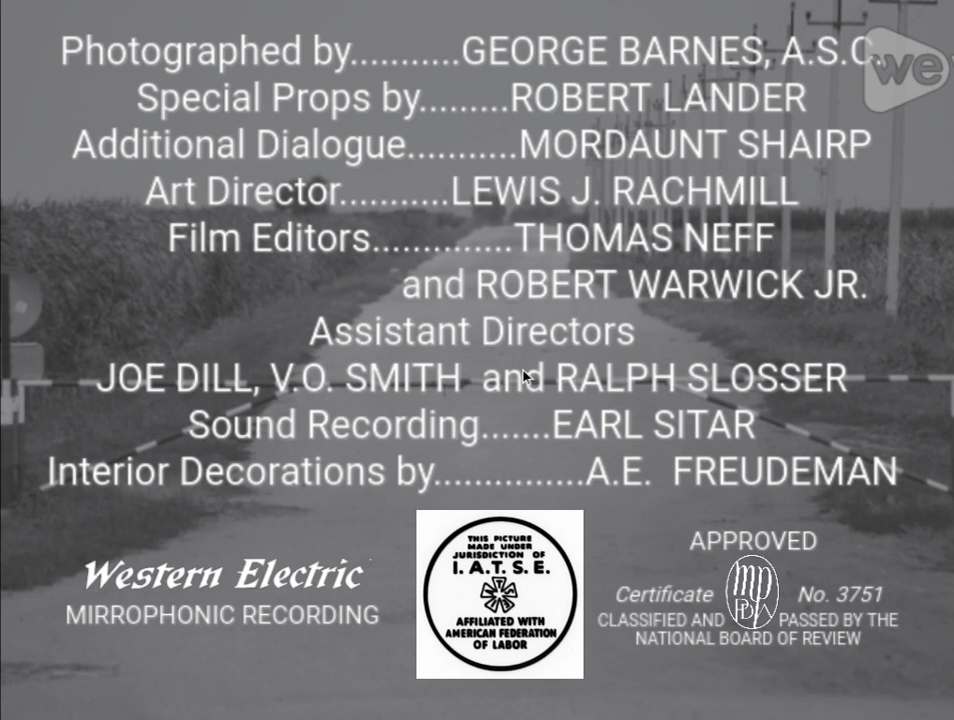 Photographed by...........GEORGE BARNES, A.S.C.
we
Special Props by.........ROBERT LANDER
Additional Dialogue...........MORDAUNT SHAIRP
Art Director...........LEWIS J. RACHMILL
Film Editors..............THOMAS NEFF
and ROBERT WARWICK JR.
Assistant Directors
JOE DILL, V.O. SMITH and RALPH SLOSSER
Sound Recording.......EARL SITAR
Interior Decorations by...............A.E. FREUDEMAN
Western Electric
MIRROPHONIC RECORDING
THIS PICTURE
MADE UNDER
JURISDICTION OF
I.A.T.S.E.
AFFILIATED WITH
AMERICAN FEDERATION
OF LABOR
APPROVED
Certificate No. 3751
CLASSIFIED AND PASSED BY THE
NATIONAL BOARD OF REVIEW